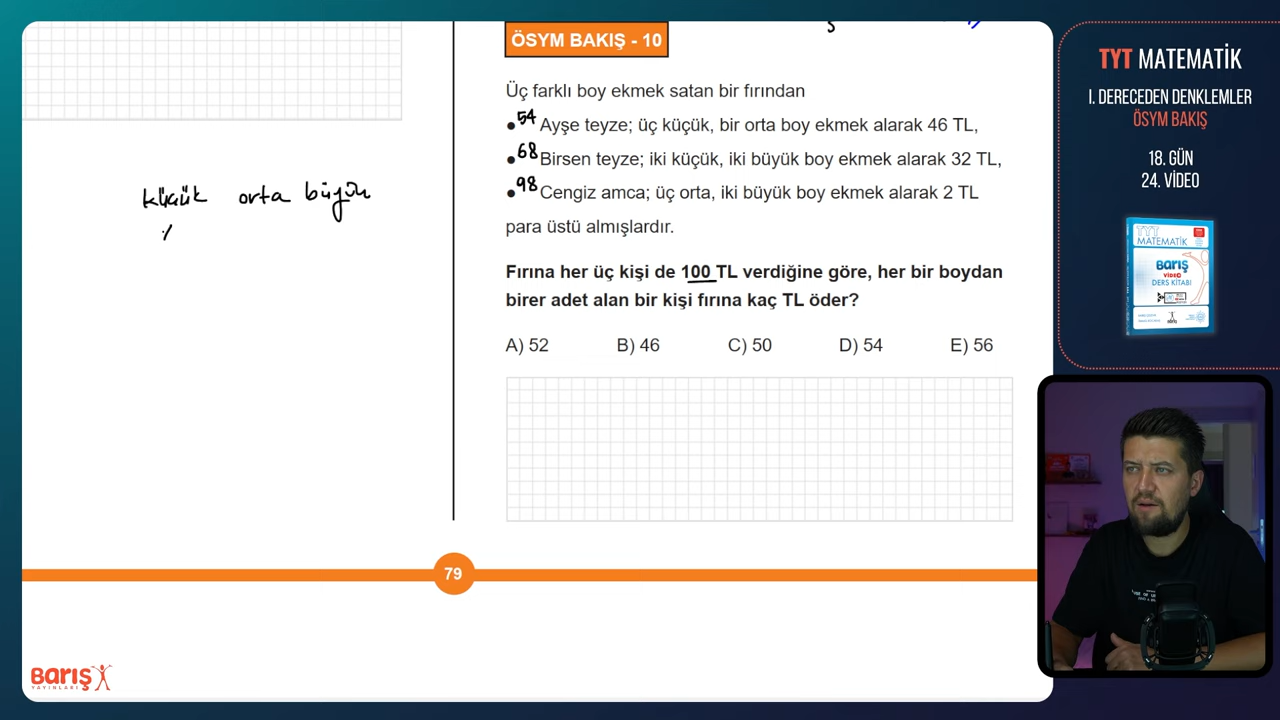 ÖSYM BAKIŞ - 10
Üç farklı boy ekmek satan bir fırından
• 54 Ayşe teyze; üç küçük, bir orta boy ekmek alarak 46 TL,
• 68 Birsen teyze; iki küçük, iki büyük boy ekmek alarak 32 TL,
• 98 Cengiz amca; üç orta, iki büyük boy ekmek alarak 2 TL
para üstü almışlardır.
Fırına her üç kişi de 100 TL verdiğine göre, her bir boydan
birer adet alan bir kişi fırına kaç TL öder?
A) 52 B) 46 C) 50 D) 54 E) 56
küçük orta büyük
79
BARIŞ
YAYINLARI
TYT MATEMATİK
I. DERECEDEN DENKLEMLER
ÖSYM BAKIŞ
18. GÜN
24. VİDEO
TYT
MATEMATİK
BARIŞ
VİDEO
DERS KİTABI